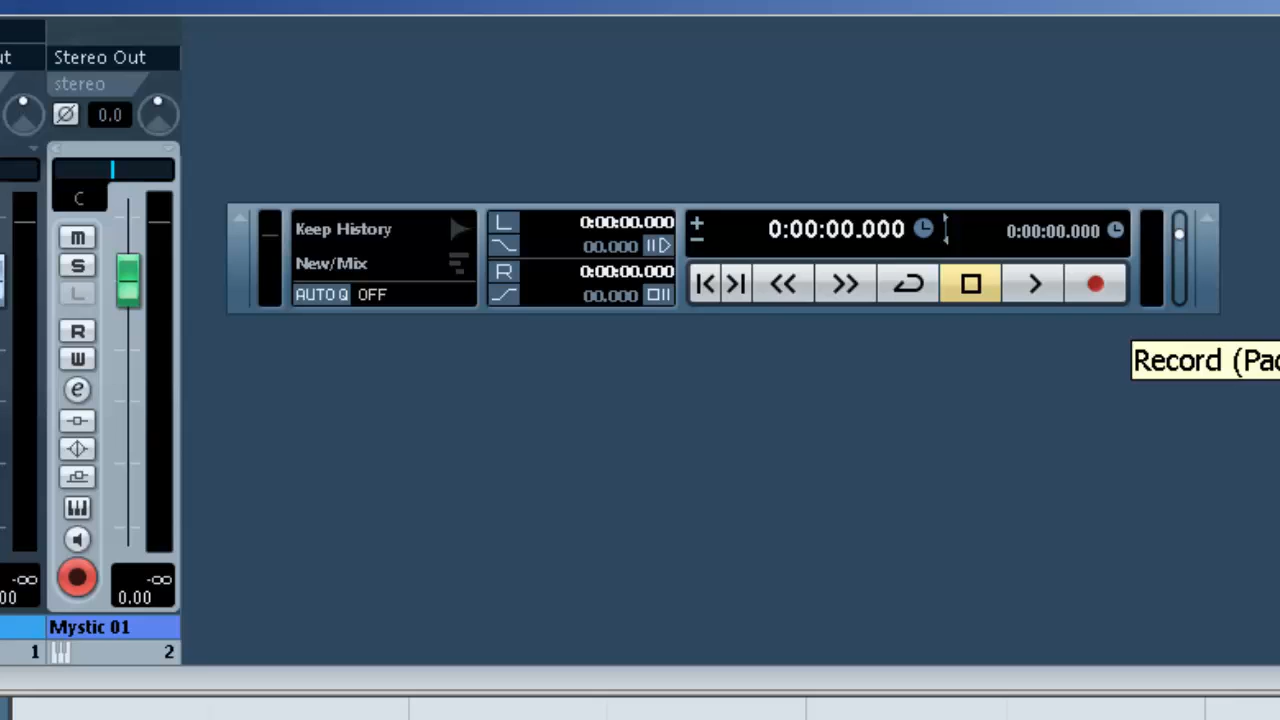 ut
Stereo Out
stereo
0.0
C
m
S
L
R
W
e
-∞
00
-∞
0.00
Mystic 01
1
2
Keep History
New/Mix
AUTO Q OFF
L 0:00:00.000
00.000
R 0:00:00.000
00.000
0:00:00.000
0:00:00.000
Record (Pad